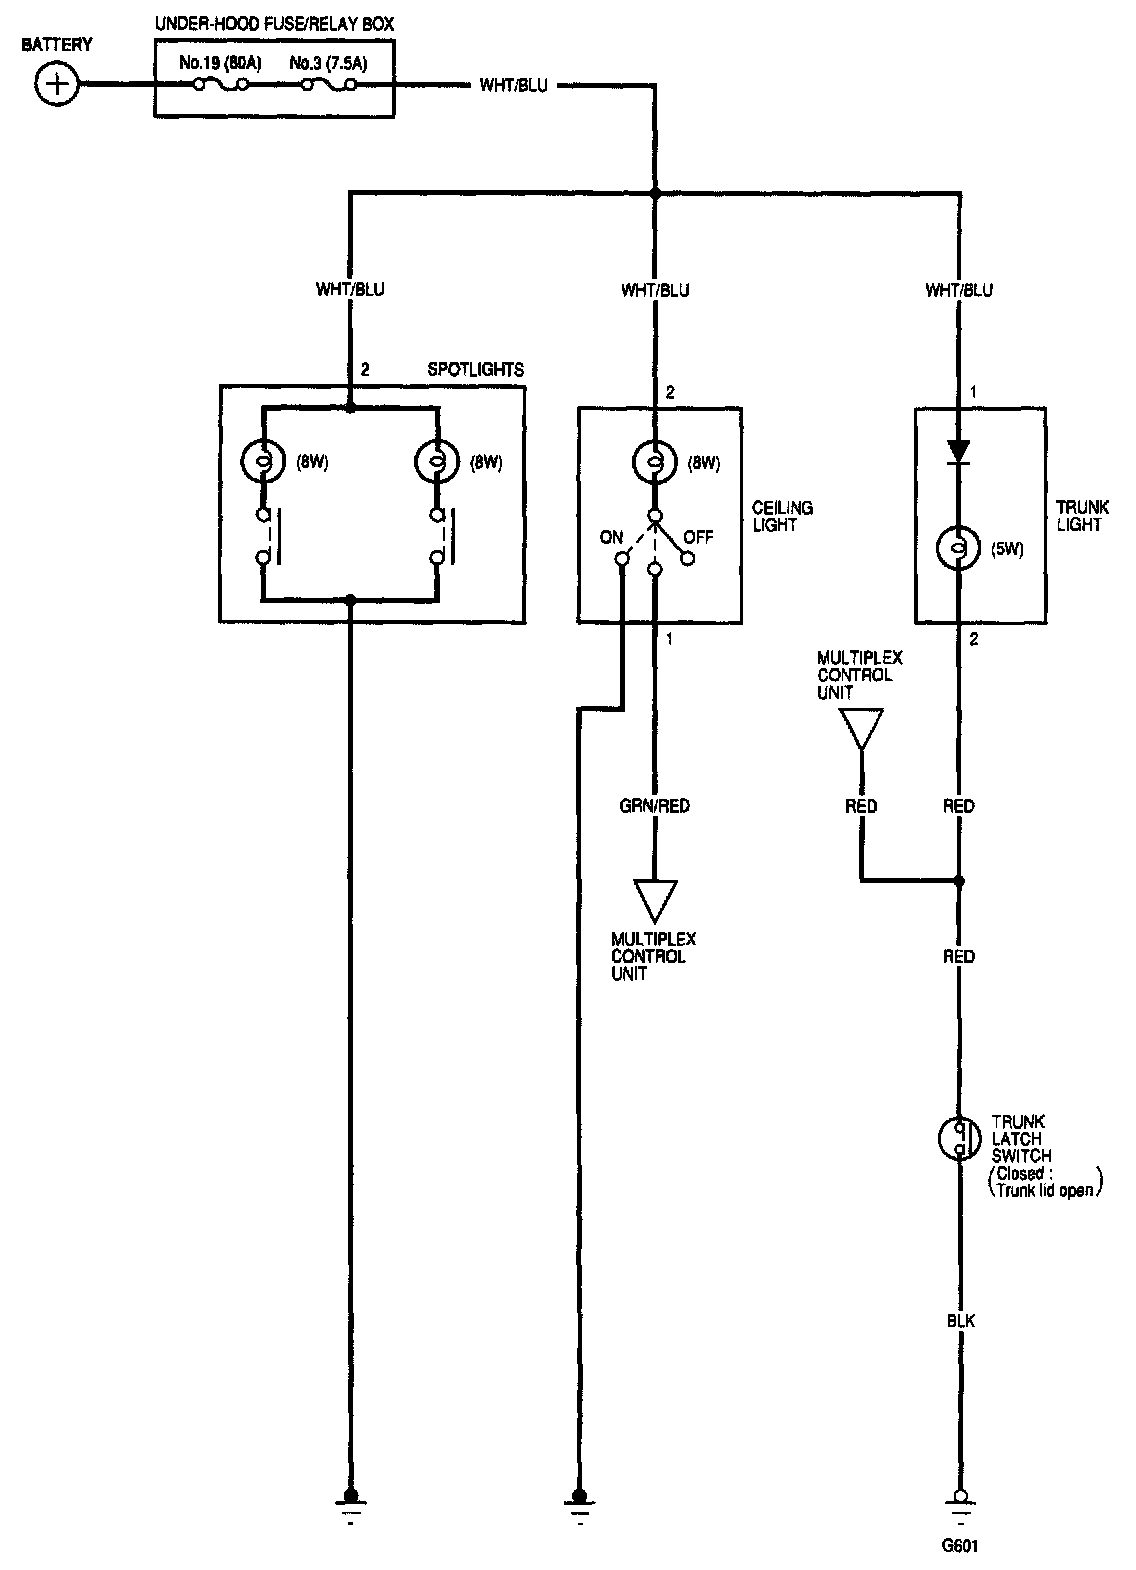 UNDER-HOOD FUSE/RELAY BOX
BATTERY
No.19 (80A) No.3 (7.5A)
+
WHT/BLU
WHT/BLU WHT/BLU WHT/BLU
2 SPOTLIGHTS
2
1
(8W) (8W) (8W)
CEILING
LIGHT
TRUNK
LIGHT
ON OFF
(5W)
1
2
MULTIPLEX
CONTROL
UNIT
GRN/RED RED RED
MULTIPLEX
CONTROL
UNIT
RED
TRUNK
LATCH
SWITCH
(Closed :
Trunk lid open)
BLK
G601